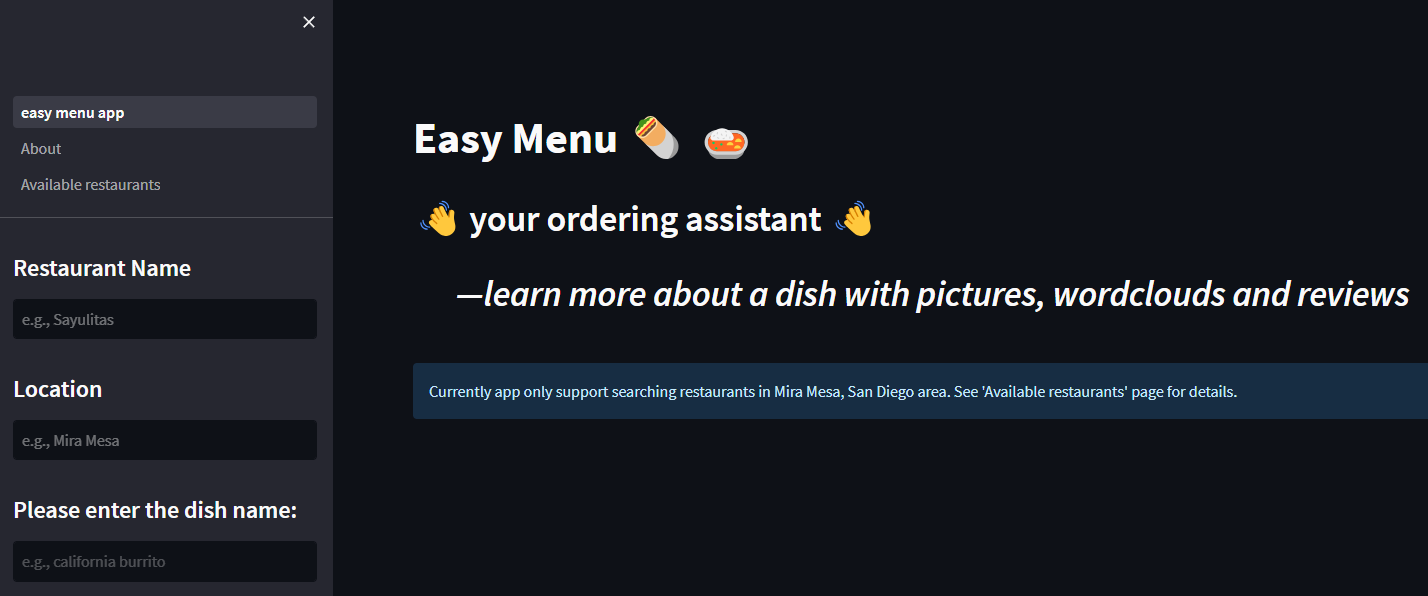 easy menu app
About
Available restaurants
Restaurant Name
e.g., Sayulitas
Location
e.g., Mira Mesa
Please enter the dish name:
e.g., california burrito
Easy Menu 🌯 🍛
👋 your ordering assistant 👋
—learn more about a dish with pictures, wordclouds and reviews
Currently app only support searching restaurants in Mira Mesa, San Diego area. See 'Available restaurants' page for details.